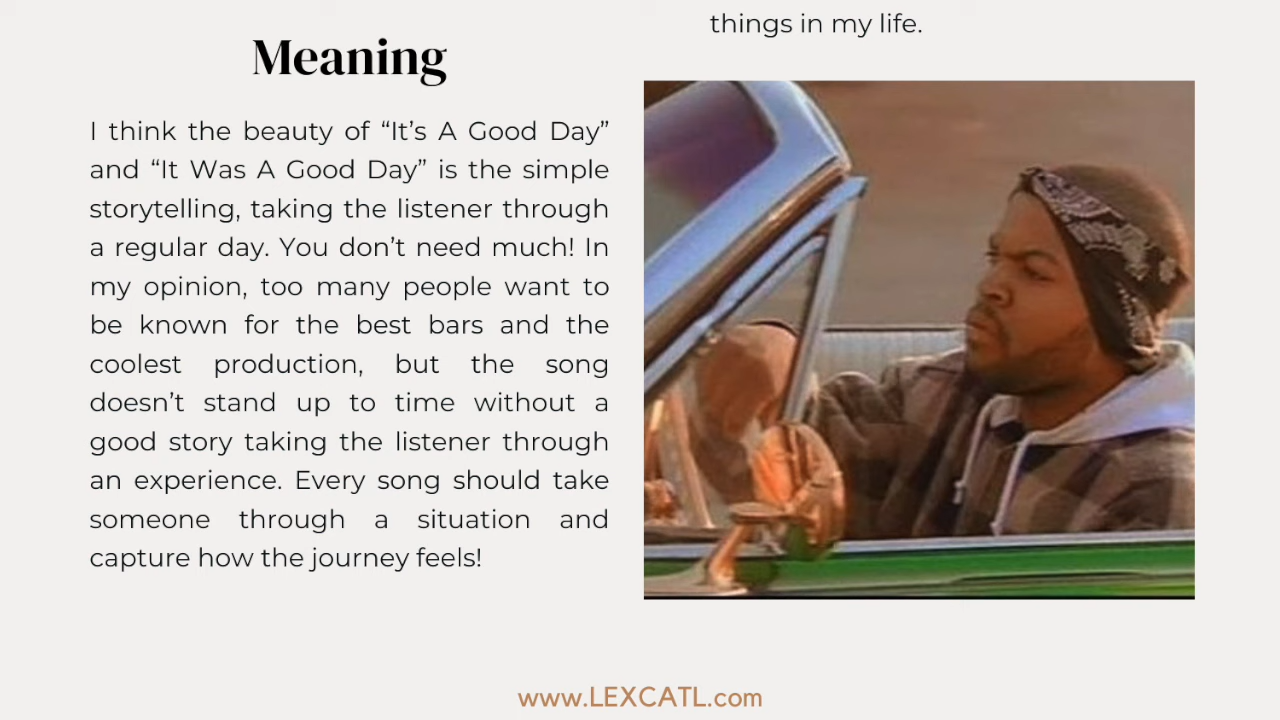 things in my life.
Meaning
I think the beauty of “It’s A Good Day”
and “It Was A Good Day” is the simple
storytelling, taking the listener through
a regular day. You don’t need much! In
my opinion, too many people want to
be known for the best bars and the
coolest production, but the song
doesn’t stand up to time without a
good story taking the listener through
an experience. Every song should take
someone through a situation and
capture how the journey feels!
www.LEXCATL.com